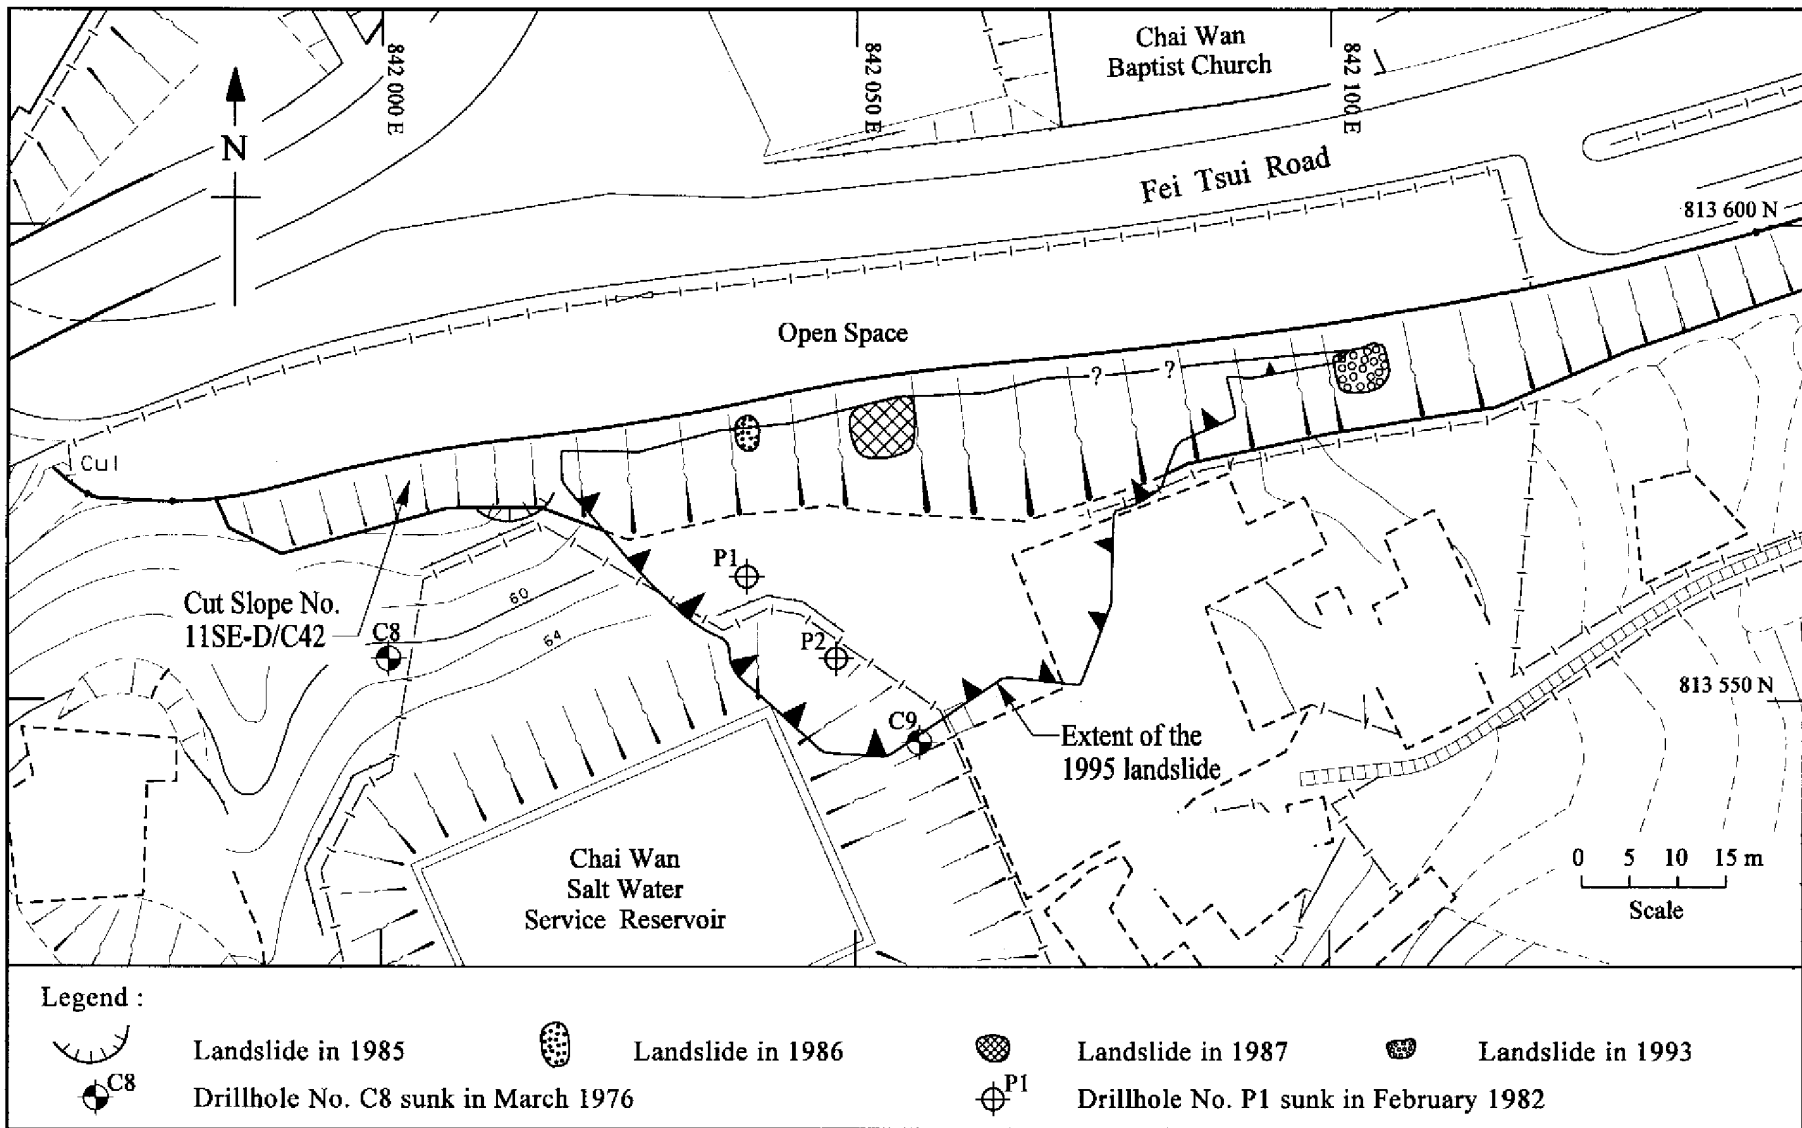 842 000 E
842 050 E
Chai Wan
Baptist Church
842 100 E
N
Fei Tsui Road
813 600 N
Open Space
Cul
?
?
P1
60
Cut Slope No.
11SE-D/C42
C8
64
P2
813 550 N
C9
Extent of the
1995 landslide
Chai Wan
Salt Water
Service Reservoir
0 5 10 15 m
Scale
Legend :
Landslide in 1985
Landslide in 1986
Landslide in 1987
Landslide in 1993
C8
Drillhole No. C8 sunk in March 1976
P1
Drillhole No. P1 sunk in February 1982